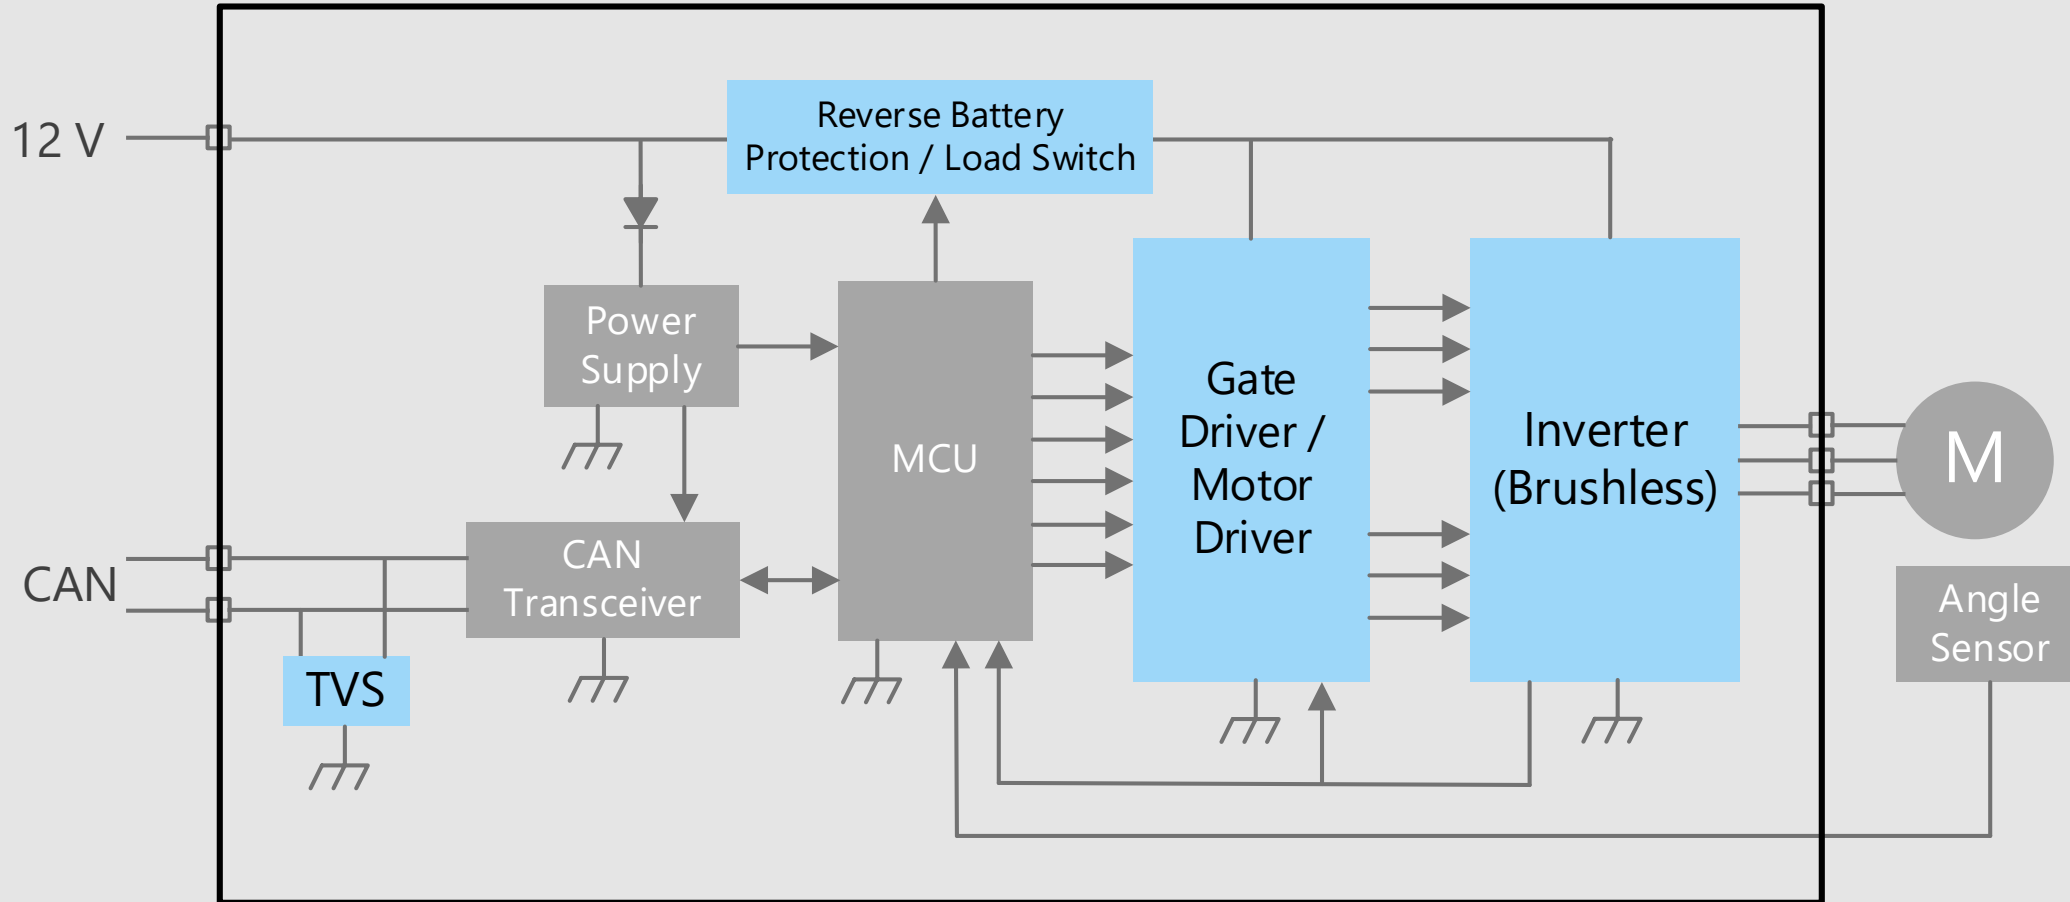 12 V
Reverse Battery
Protection / Load Switch
Power
Supply
MCU
Gate
Driver /
Motor
Driver
Inverter
(Brushless)
M
CAN
CAN
Transceiver
TVS
Angle
Sensor